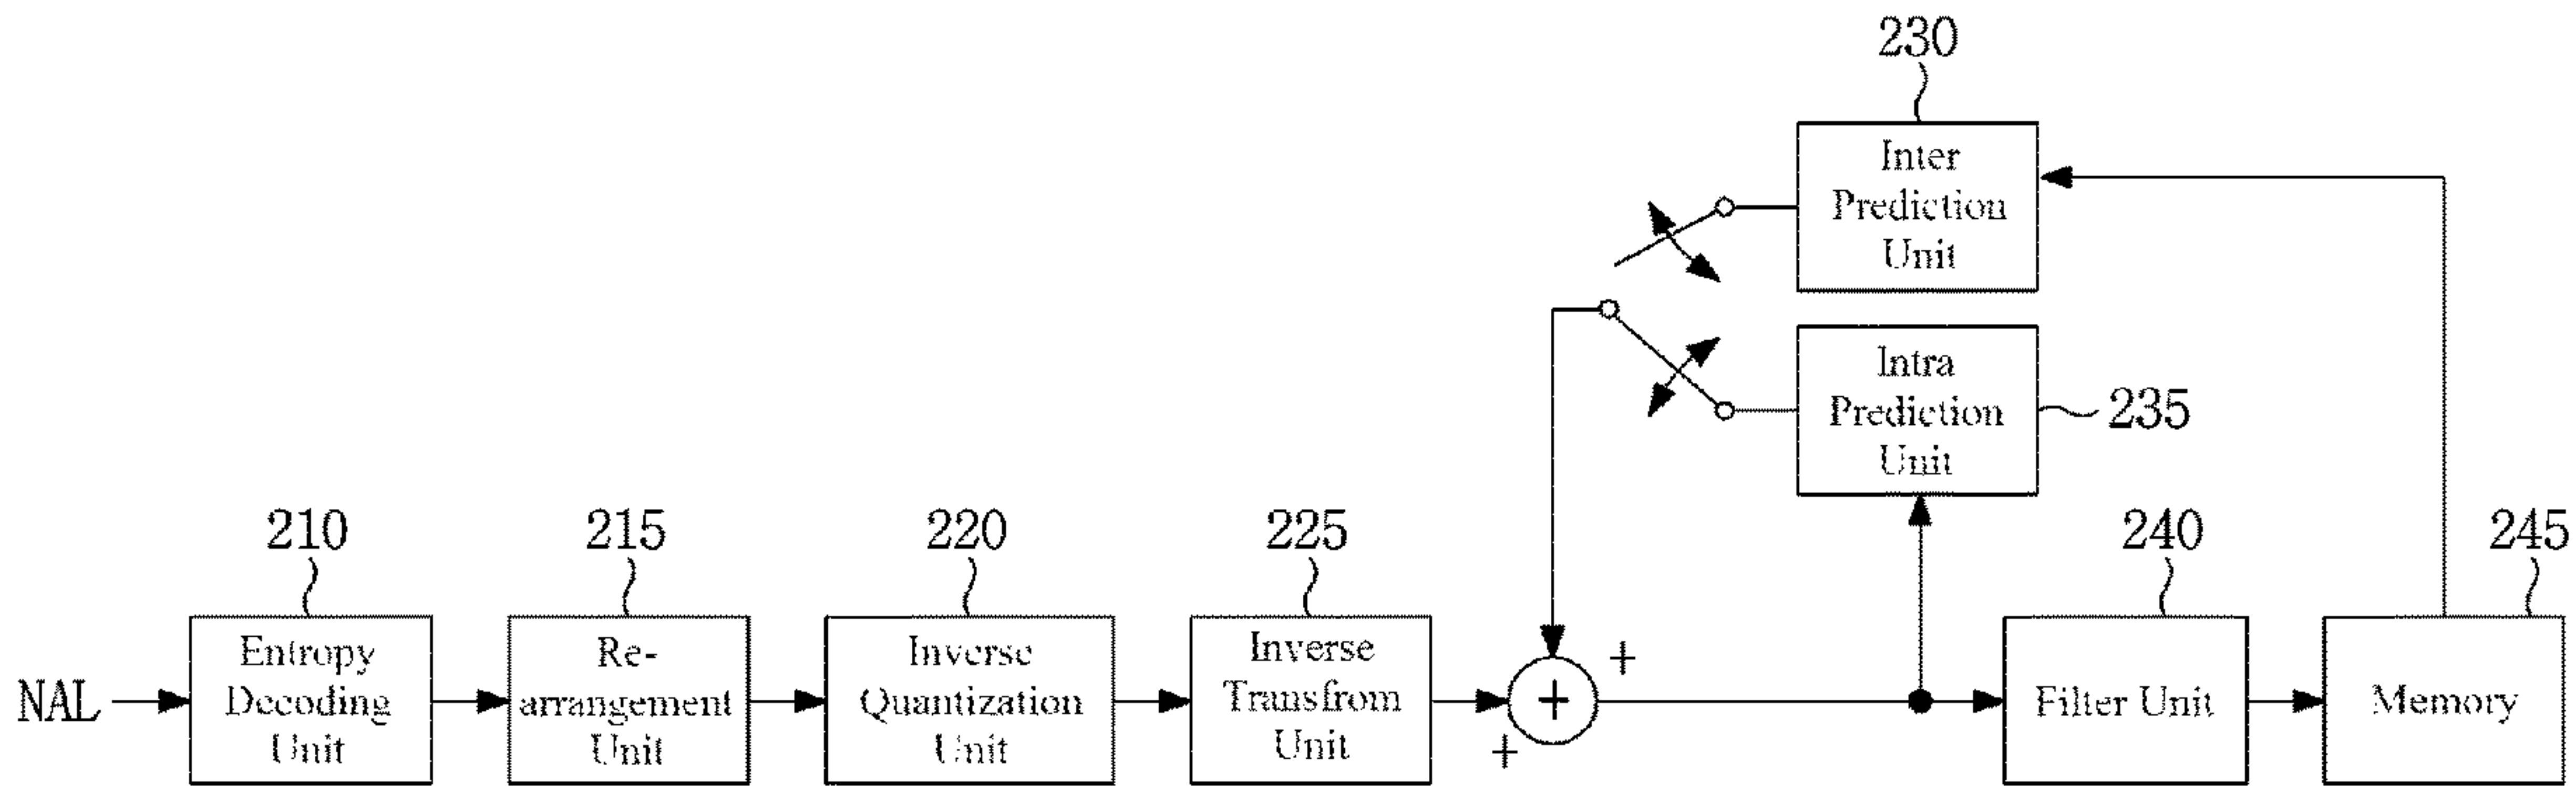 230
Inter
Prediction
Unit
Intra
Prediction
Unit
235
210
215
220
225
240
245
NAL
Entropy
Decoding
Unit
Re-
arrangement
Unit
Inverse
Quantization
Unit
Inverse
Transfrom
Unit
+
+
+
Filter Unit
Memory